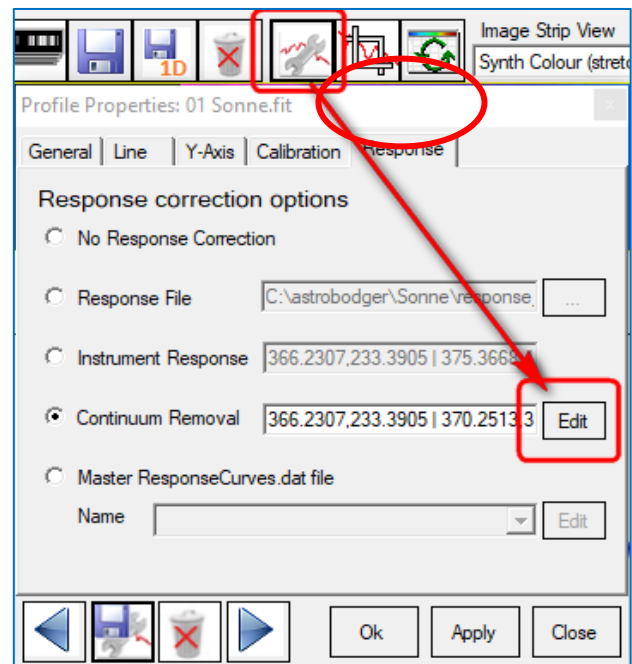 Image Strip View
1D
Synth Colour (stretc
Profile Properties: 01 Sonne.fit
General Line Y-Axis Calibration Response
Response correction options
No Response Correction
Response File C:\astrobodger\Sonne\response_ ...
Instrument Response 366.2307,233.3905 | 375.3668
Continuum Removal 366.2307,233.3905 | 370.2513,3 Edit
Master ResponseCurves.dat file
Name Edit
Ok Apply Close